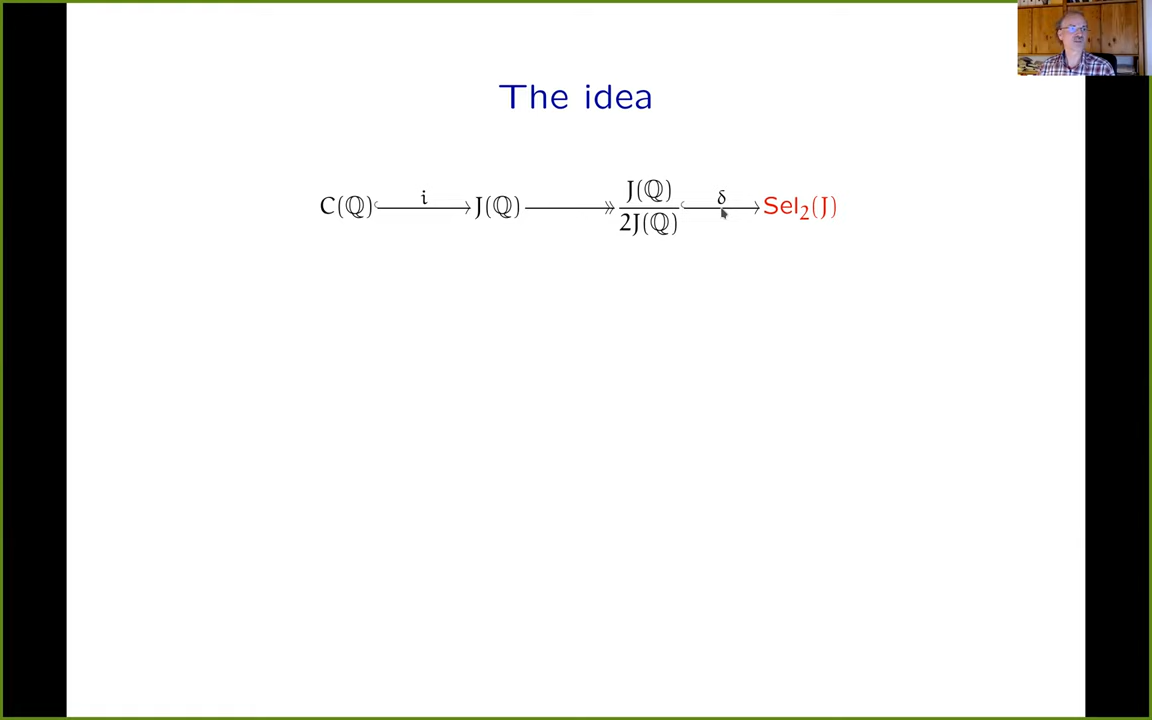 The idea
C(ℚ) ↪ i J(ℚ) ↠ J(ℚ)/2J(ℚ) ↪ δ Sel₂(J)